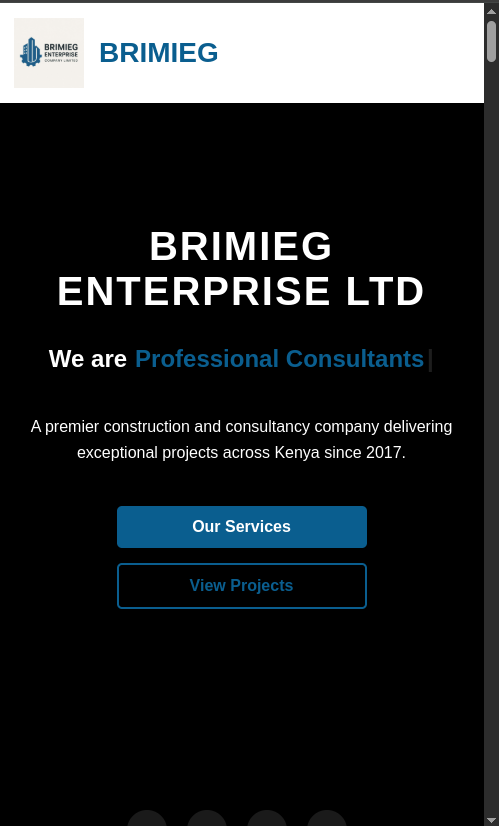 BRIMIEG
ENTERPRISE
COMPANY LIMITED
BRIMIEG
BRIMIEG
ENTERPRISE LTD
We are Professional Consultants|
A premier construction and consultancy company delivering
exceptional projects across Kenya since 2017.
Our Services
View Projects